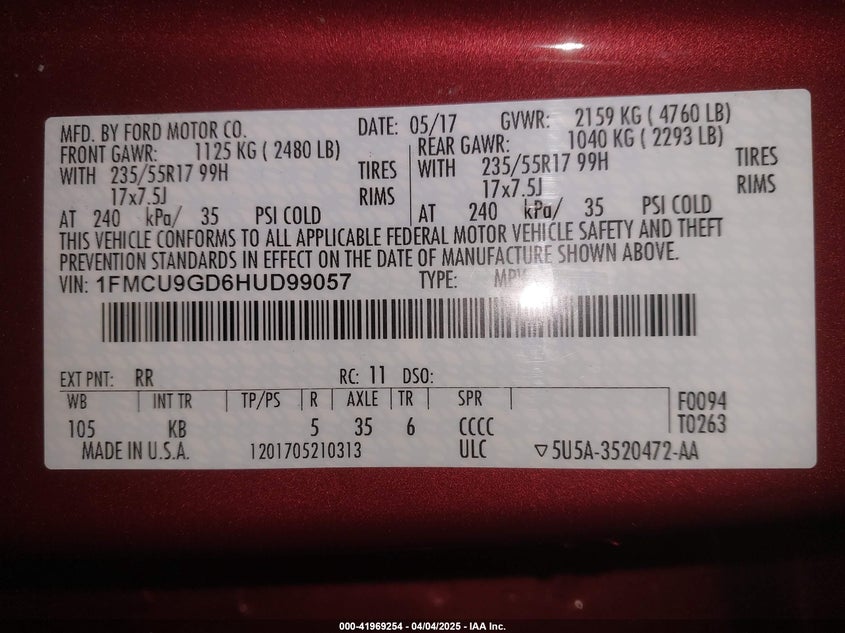 MFD. BY FORD MOTOR CO. DATE: 05/17 GVWR: 2159 KG ( 4760 LB)
FRONT GAWR: 1125 KG ( 2480 LB) REAR GAWR: 1040 KG ( 2293 LB)
WITH 235/55R17 99H TIRES WITH 235/55R17 99H TIRES
17x7.5J RIMS 17x7.5J RIMS
AT 240 kPa/ 35 PSI COLD AT 240 kPa/ 35 PSI COLD
THIS VEHICLE CONFORMS TO ALL APPLICABLE FEDERAL MOTOR VEHICLE SAFETY AND THEFT
PREVENTION STANDARDS IN EFFECT ON THE DATE OF MANUFACTURE SHOWN ABOVE.
VIN: 1FMCU9GD6HUD99057 TYPE: MPV
EXT PNT: RR RC: 11 DSO:
WB INT TR TP/PS R AXLE TR SPR F0094
105 KB 5 35 6 CCCC T0263
MADE IN U.S.A. 1201705210313 ULC ▽5U5A-3520472-AA
000-41969254 - 04/04/2025 - IAA Inc.